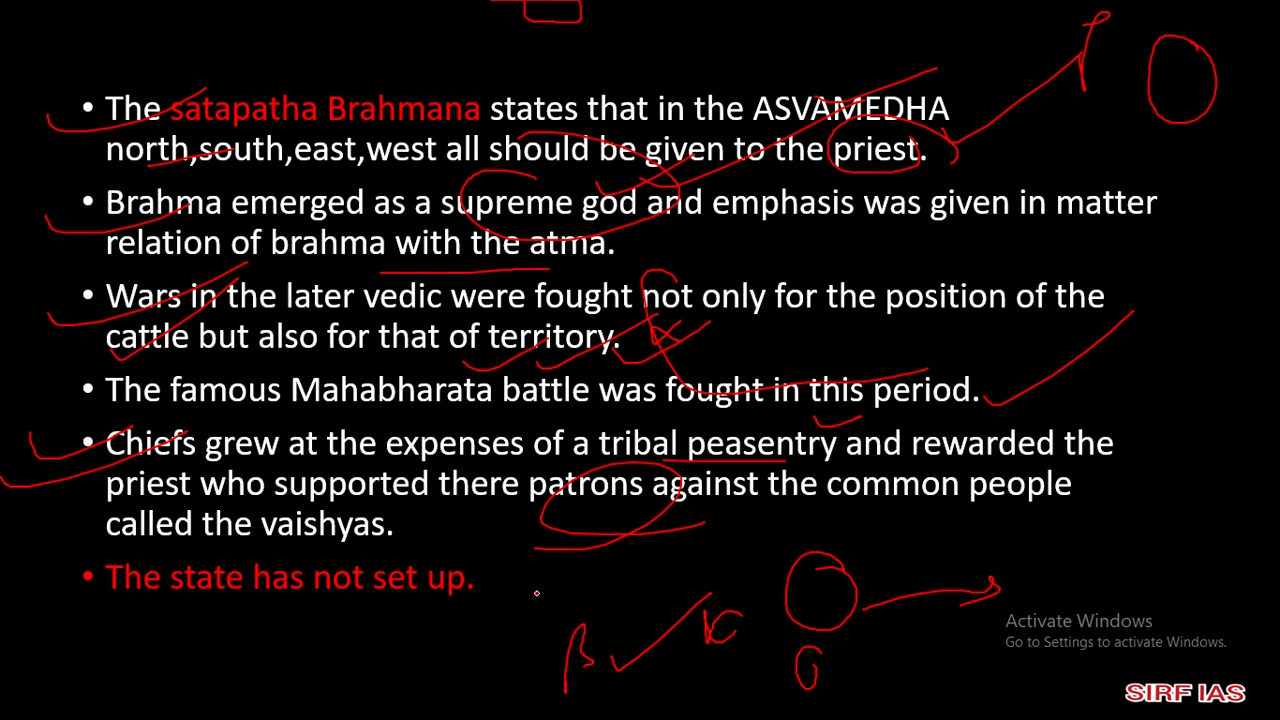 • The satapatha Brahmana states that in the ASVAMEDHA
north,south,east,west all should be given to the priest.
• Brahma emerged as a supreme god and emphasis was given in matter
relation of brahma with the atma.
• Wars in the later vedic were fought not only for the position of the
cattle but also for that of territory.
• The famous Mahabharata battle was fought in this period.
• Chiefs grew at the expenses of a tribal peasentry and rewarded the
priest who supported there patrons against the common people
called the vaishyas.
• The state has not set up.
Activate Windows
Go to Settings to activate Windows.
SIRF IAS